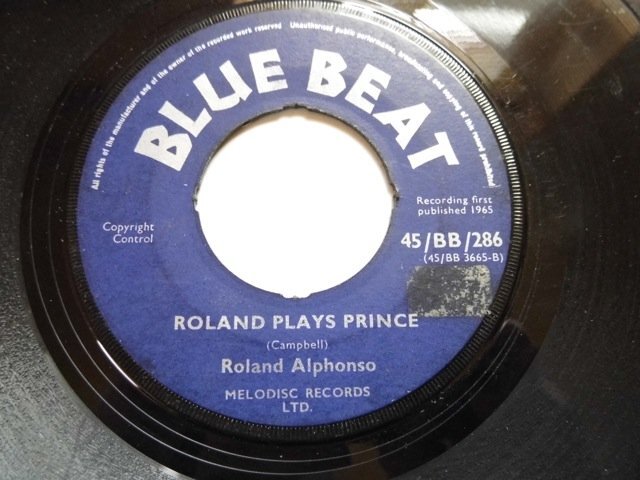 All rights of the manufacturer and of the owner of the recorded work reserved
Unauthorised public performance, broadcasting and copying of this record prohibited
BLUE BEAT
Recording first
published 1965
Copyright
Control
45/BB/286
(45/BB 3665-B)
ROLAND PLAYS PRINCE
(Campbell)
Roland Alphonso
MELODISC RECORDS
LTD.